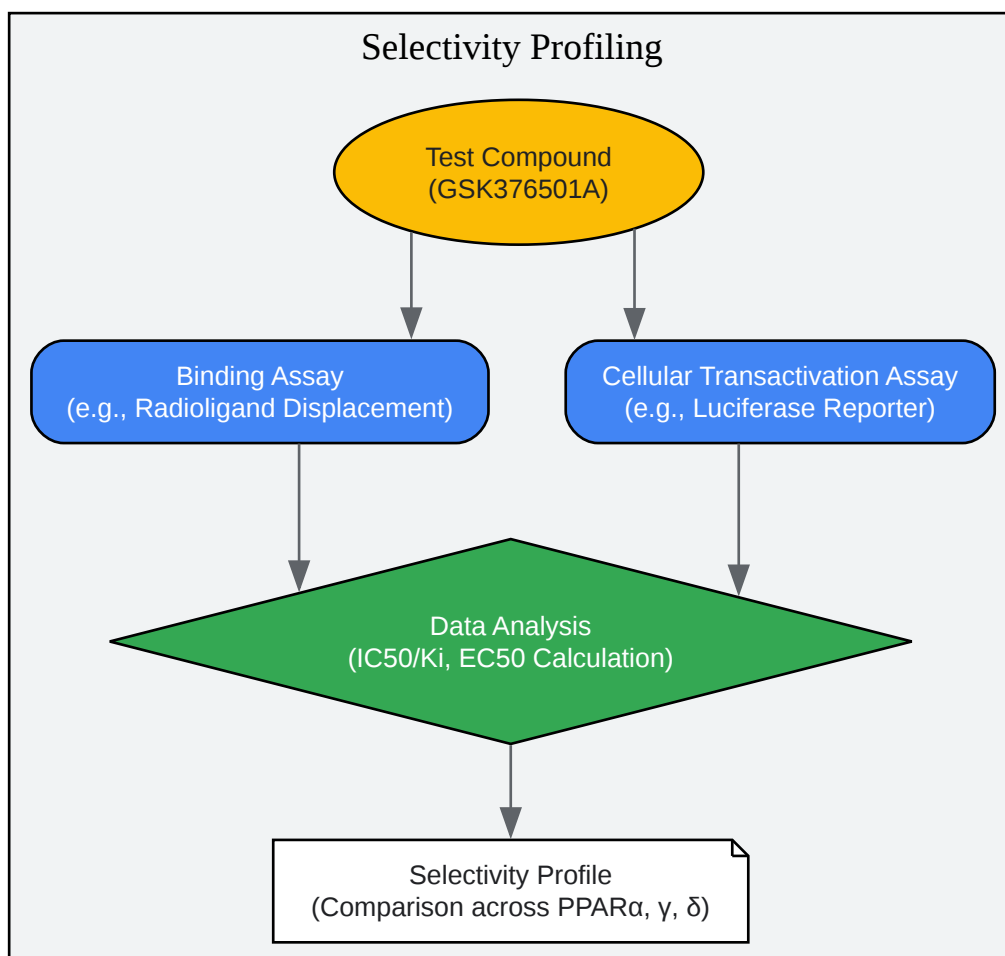 Selectivity Profiling
Test Compound
(GSK376501A)
Binding Assay
(e.g., Radioligand Displacement)
Cellular Transactivation Assay
(e.g., Luciferase Reporter)
Data Analysis
(IC50/Ki, EC50 Calculation)
Selectivity Profile
(Comparison across PPARα, γ, δ)